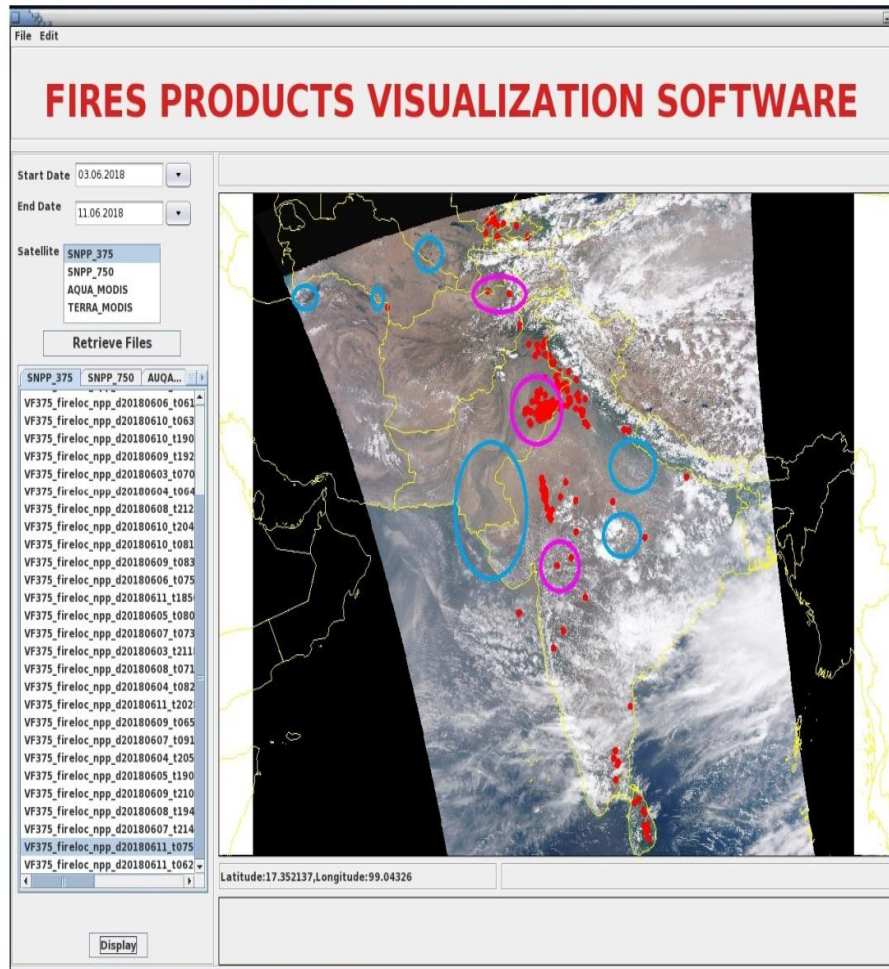 File Edit
FIRES PRODUCTS VISUALIZATION SOFTWARE
Start Date 03.06.2018
End Date 11.06.2018
Satellite SNPP_375
SNPP_750
AQUA_MODIS
TERRA_MODIS
Retrieve Files
SNPP_375 SNPP_750 AUQA...
VF375_fireloc_npp_d20180606_t061
VF375_fireloc_npp_d20180610_t063
VF375_fireloc_npp_d20180610_t190
VF375_fireloc_npp_d20180609_t192
VF375_fireloc_npp_d20180603_t070
VF375_fireloc_npp_d20180604_t064
VF375_fireloc_npp_d20180608_t212
VF375_fireloc_npp_d20180610_t204
VF375_fireloc_npp_d20180610_t081
VF375_fireloc_npp_d20180609_t083
VF375_fireloc_npp_d20180606_t075
VF375_fireloc_npp_d20180611_t185
VF375_fireloc_npp_d20180605_t080
VF375_fireloc_npp_d20180607_t073
VF375_fireloc_npp_d20180603_t211
VF375_fireloc_npp_d20180608_t071
VF375_fireloc_npp_d20180604_t082
VF375_fireloc_npp_d20180611_t202
VF375_fireloc_npp_d20180609_t065
VF375_fireloc_npp_d20180607_t091
VF375_fireloc_npp_d20180604_t205
VF375_fireloc_npp_d20180605_t190
VF375_fireloc_npp_d20180609_t210
VF375_fireloc_npp_d20180608_t194
VF375_fireloc_npp_d20180607_t214
VF375_fireloc_npp_d20180611_t075
VF375_fireloc_npp_d20180611_t062
Latitude:17.352137,Longitude:99.04326
Display